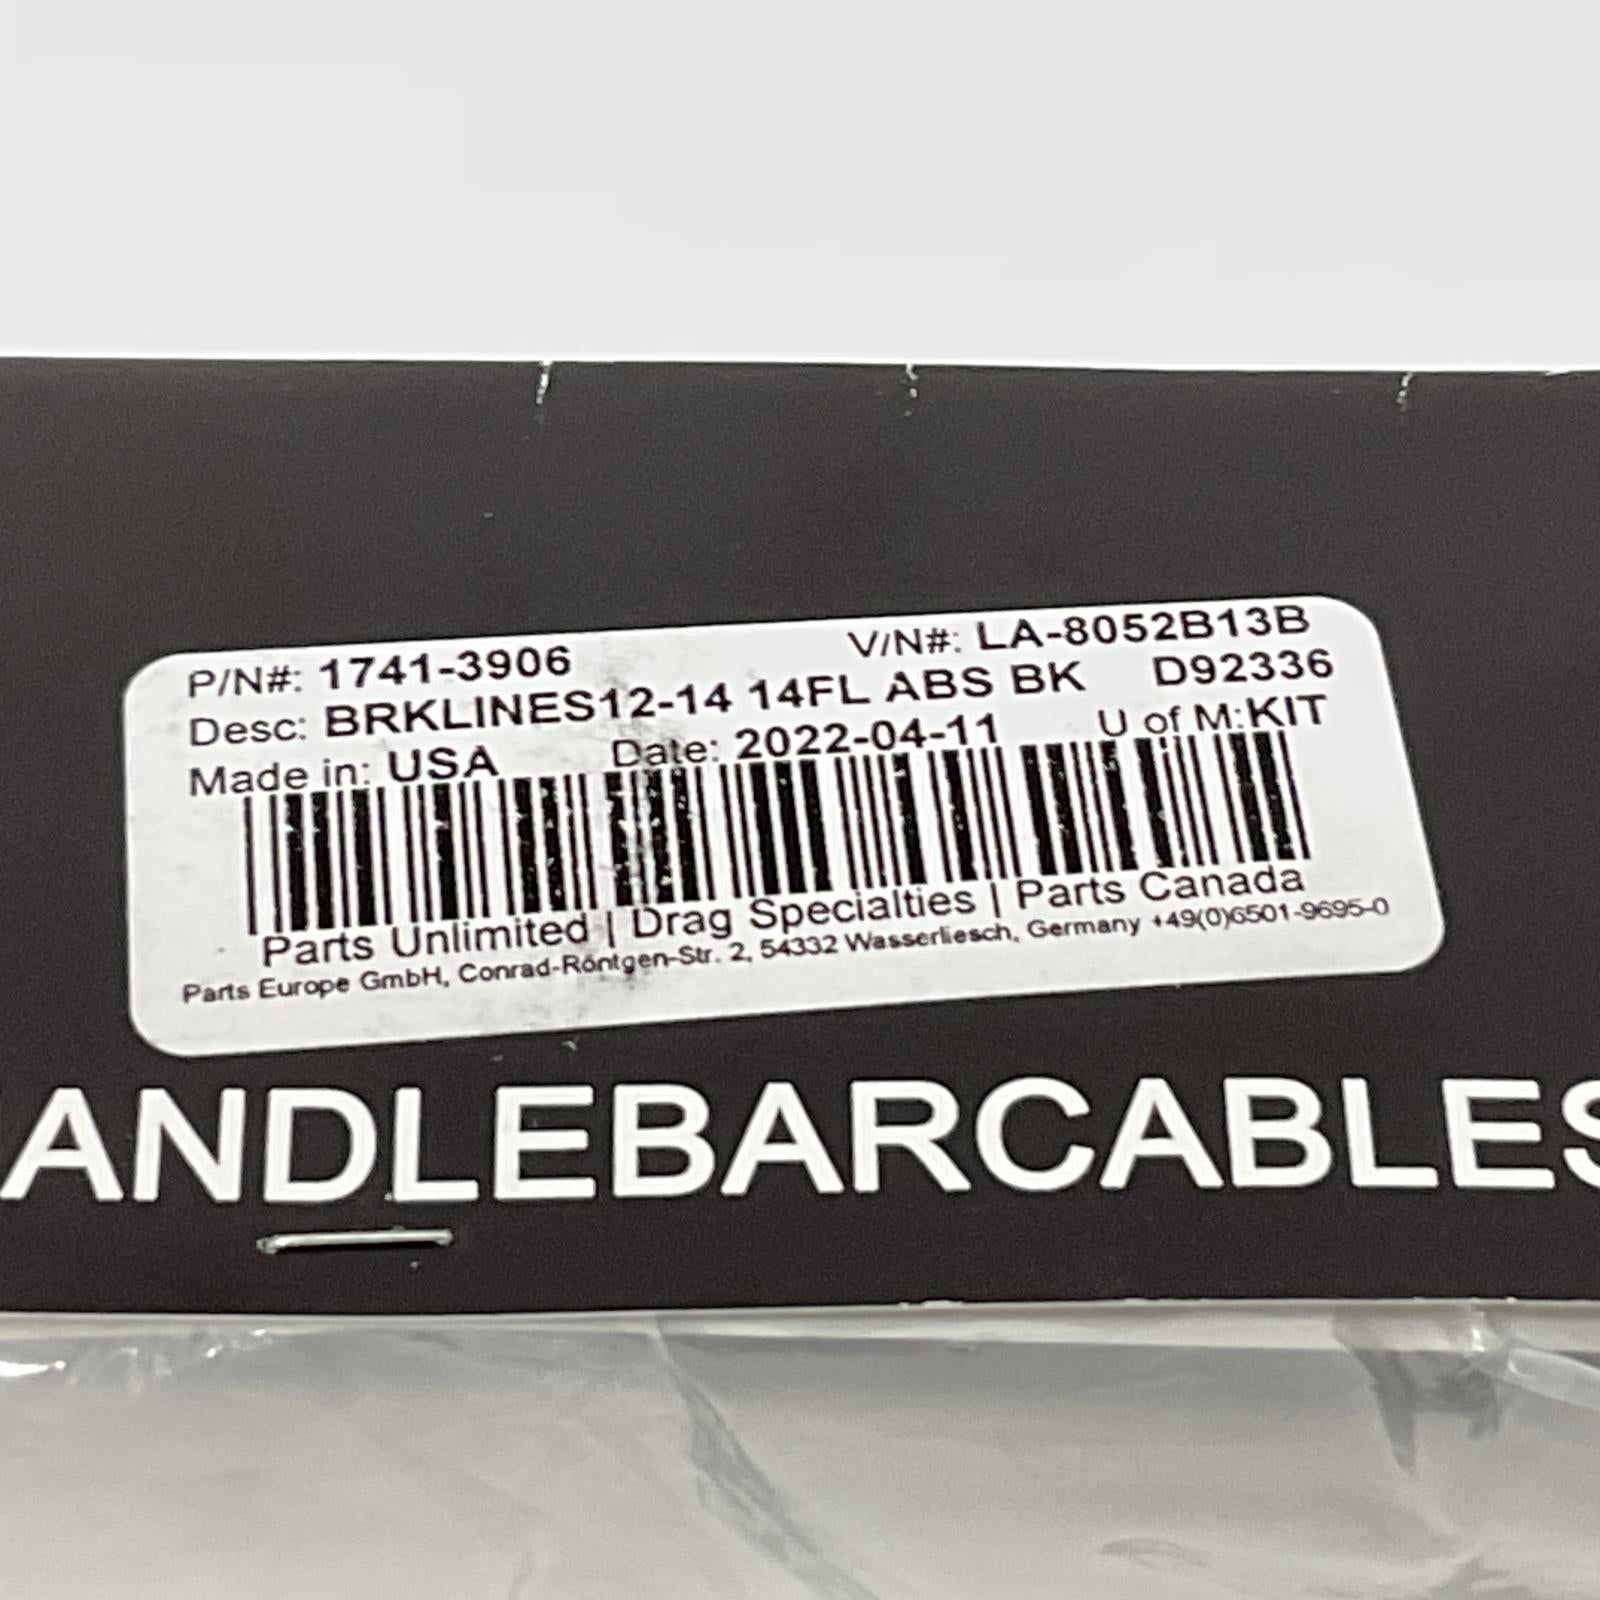 P/N#: 1741-3906 V/N#: LA-8052B13B
Desc: BRKLINES12-14 14FL ABS BK D92336
Made in: USA Date: 2022-04-11 U of M:KIT
Parts Unlimited | Drag Specialties | Parts Canada
Parts Europe GmbH, Conrad-Röntgen-Str. 2, 54332 Wasserliesch, Germany +49(0)6501-9695-0
ANDLEBARCABLES